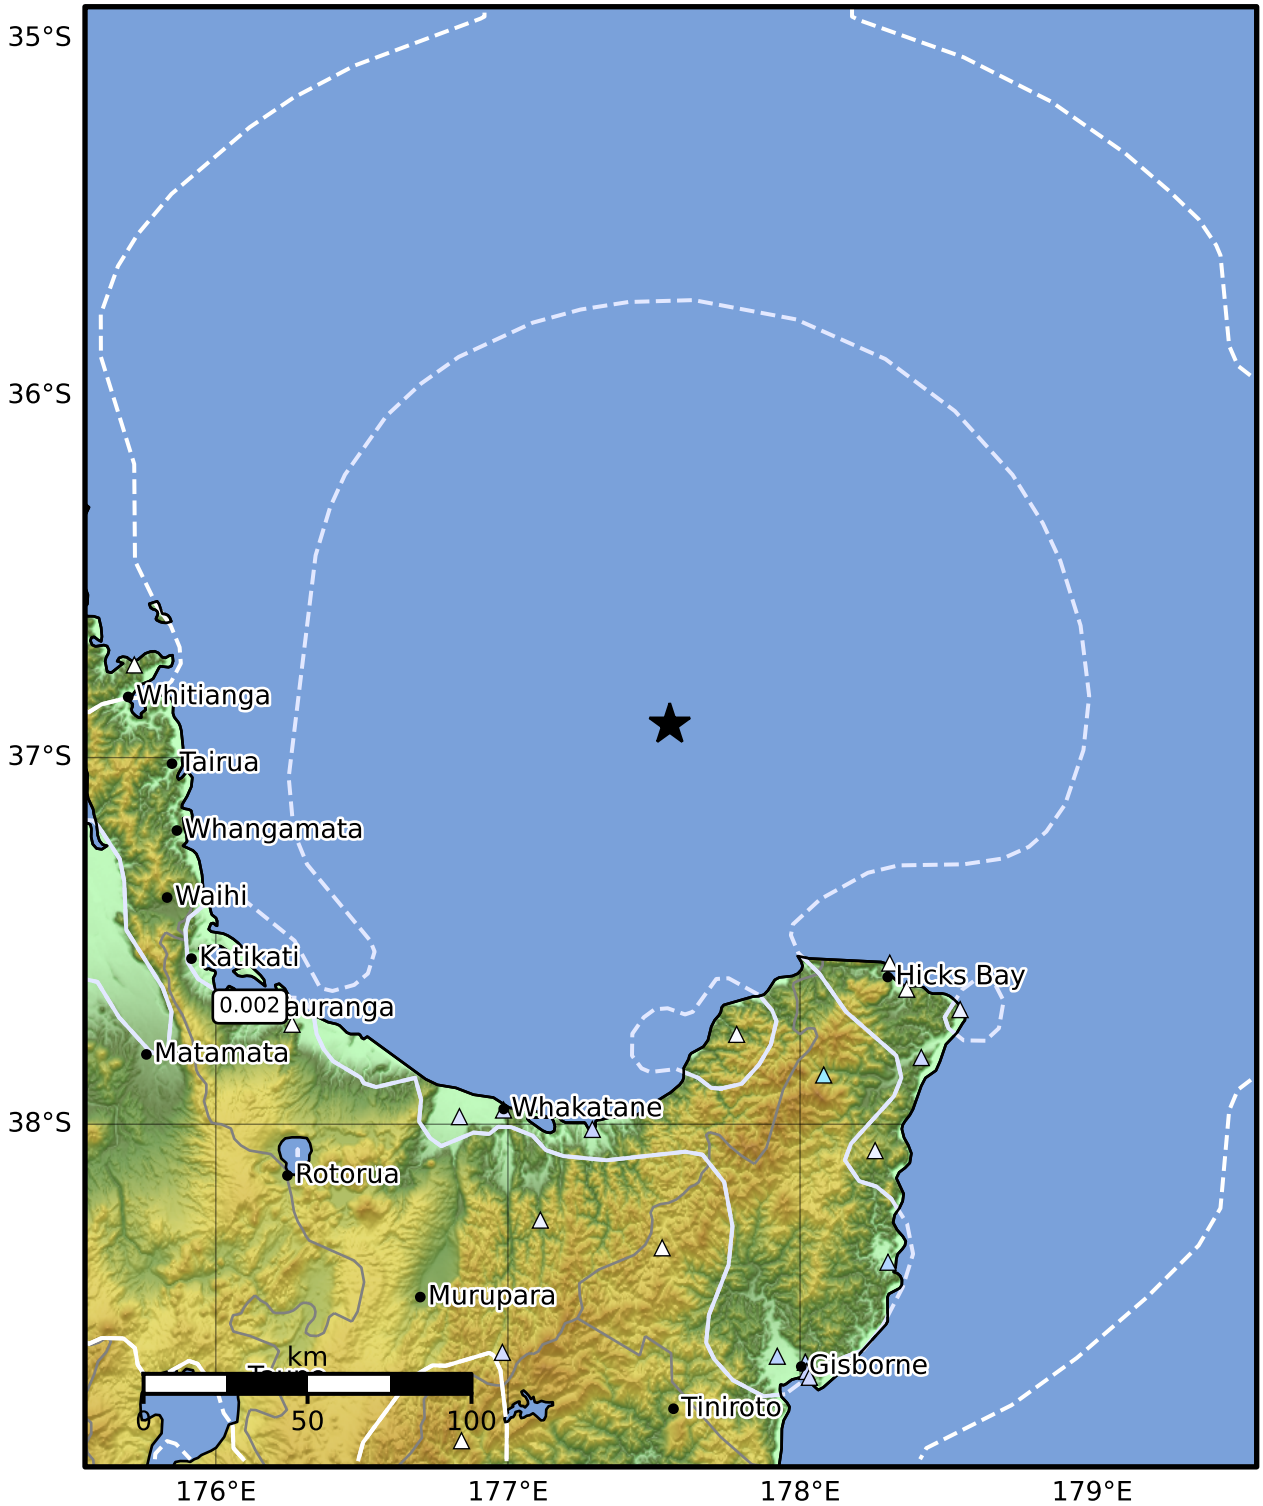 35°S
36°S
Whitianga
37°S
Tairua
Whangamata
Waihi
Katikati
Hicks Bay
0.002
auranga
Matamata
Whakatane
38°S
Rotorua
Murupara
km
Gisborne
Tiniroto
0
50
100
176°E
177°E
178°E
179°E